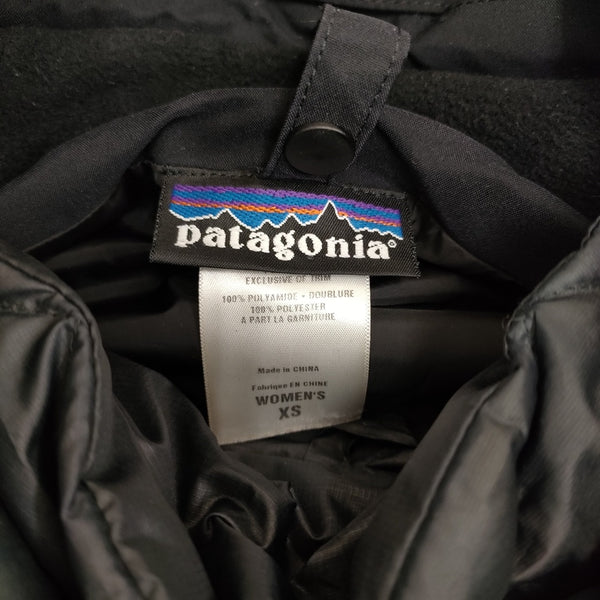 patagonia®
EXCLUSIVE OF TRIM
100% POLYAMIDE • DOUBLURE
100% POLYESTER
A PART LA GARNITURE
Made in CHINA
Fabrique EN CHINE
WOMEN'S
XS